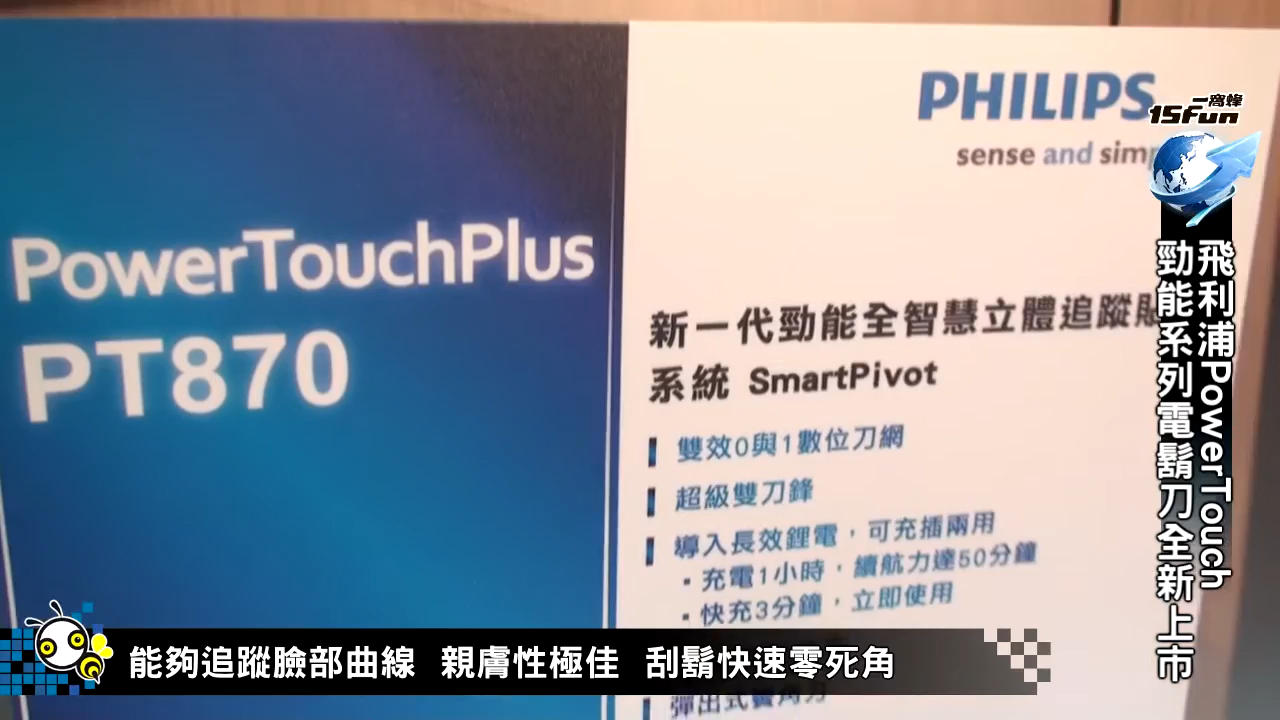 PHILIPS
sense and
一窩蜂
15Fun
PowerTouchPlus
PT870
新一代勁能全智慧立體追蹤
系統 SmartPivot
雙效0與1數位刀網
超級雙刀鋒
導入長效鋰電，可充插兩用
·充電1小時，續航力達50分鐘
·快充3分鐘，立即使用
彈出式
飛利浦PowerTouch
勁能系列電鬍刀全新上市
能夠追蹤臉部曲線 親膚性極佳 刮鬍快速零死角